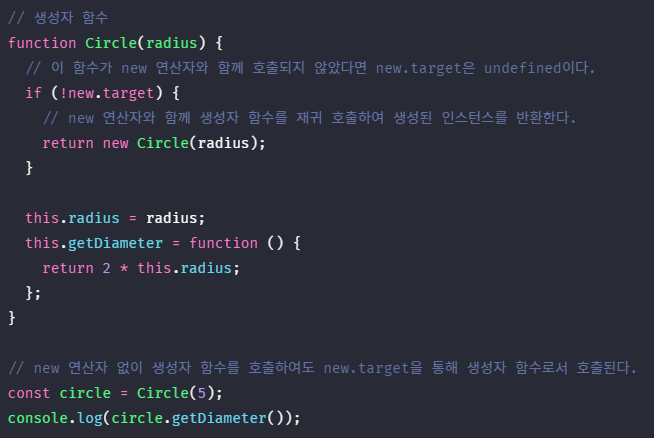 // 생성자 함수
function Circle(radius) {
  // 이 함수가 new 연산자와 함께 호출되지 않았다면 new.target은 undefined이다.
  if (!new.target) {
    // new 연산자와 함께 생성자 함수를 재귀 호출하여 생성된 인스턴스를 반환한다.
    return new Circle(radius);
  }

  this.radius = radius;
  this.getDiameter = function () {
    return 2 * this.radius;
  };
}

// new 연산자 없이 생성자 함수를 호출하여도 new.target을 통해 생성자 함수로서 호출된다.
const circle = Circle(5);
console.log(circle.getDiameter());